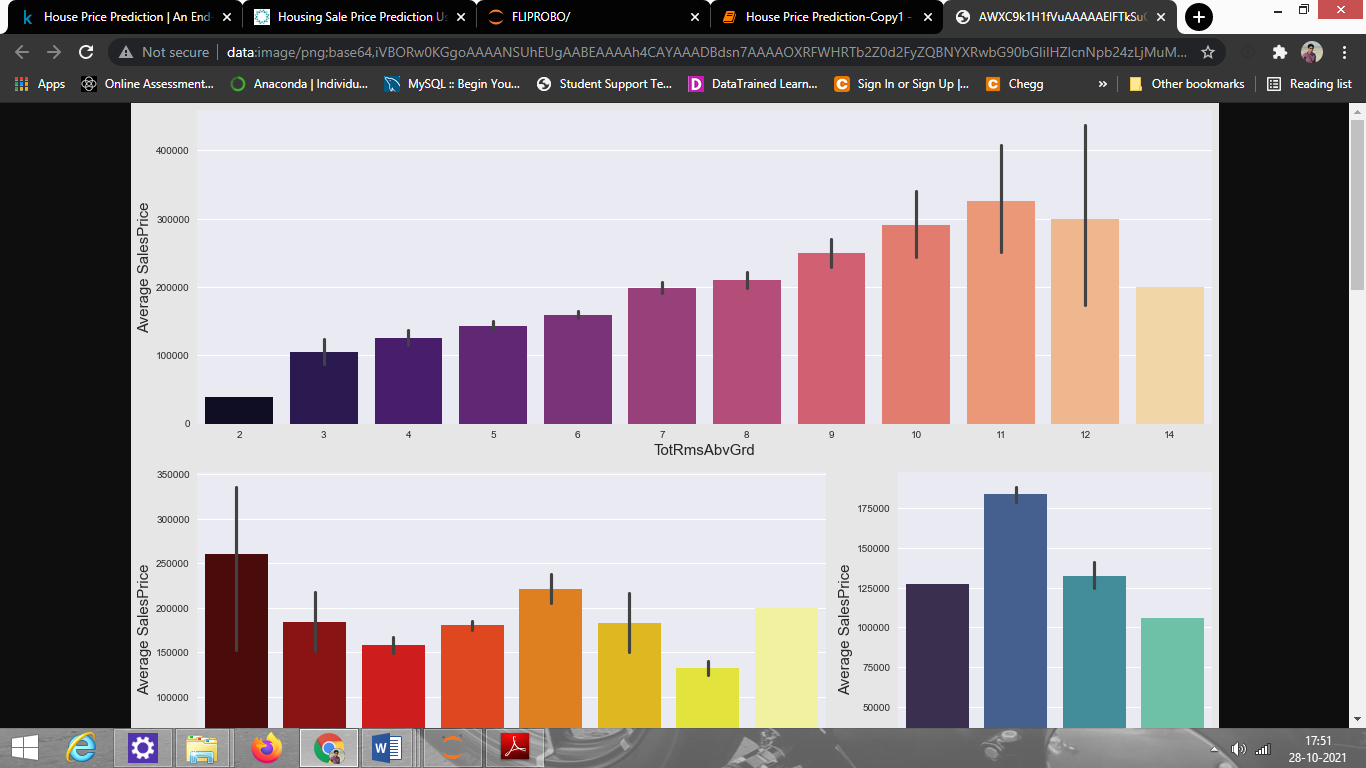 House Price Prediction | An End
Housing Sale Price Prediction Us
FLIPROBO/
House Price Prediction-Copy1 -
AWXC9k1H1fVuAAAAAElFTkSuQ
Not secure | data:image/png;base64,iVBORw0KGgoAAAANSUhEUgAABEAAAAh4CAYAAADBdsn7AAAAOXRFWHRTb2Z0d2FyZQBNYXRwbG90bGliIHZlcnNpb24zLjMuM...
Apps
Online Assessment...
Anaconda | Individu...
MySQL :: Begin You...
Student Support Te...
DataTrained Learn...
Sign In or Sign Up |...
Chegg
»
Other bookmarks
Reading list
Average SalesPrice
400000
300000
200000
100000
0
2 3 4 5 6 7 8 9 10 11 12 14
TotRmsAbvGrd
Average SalesPrice
350000
300000
250000
200000
150000
100000
Average SalesPrice
175000
150000
125000
100000
75000
50000
17:51
28-10-2021